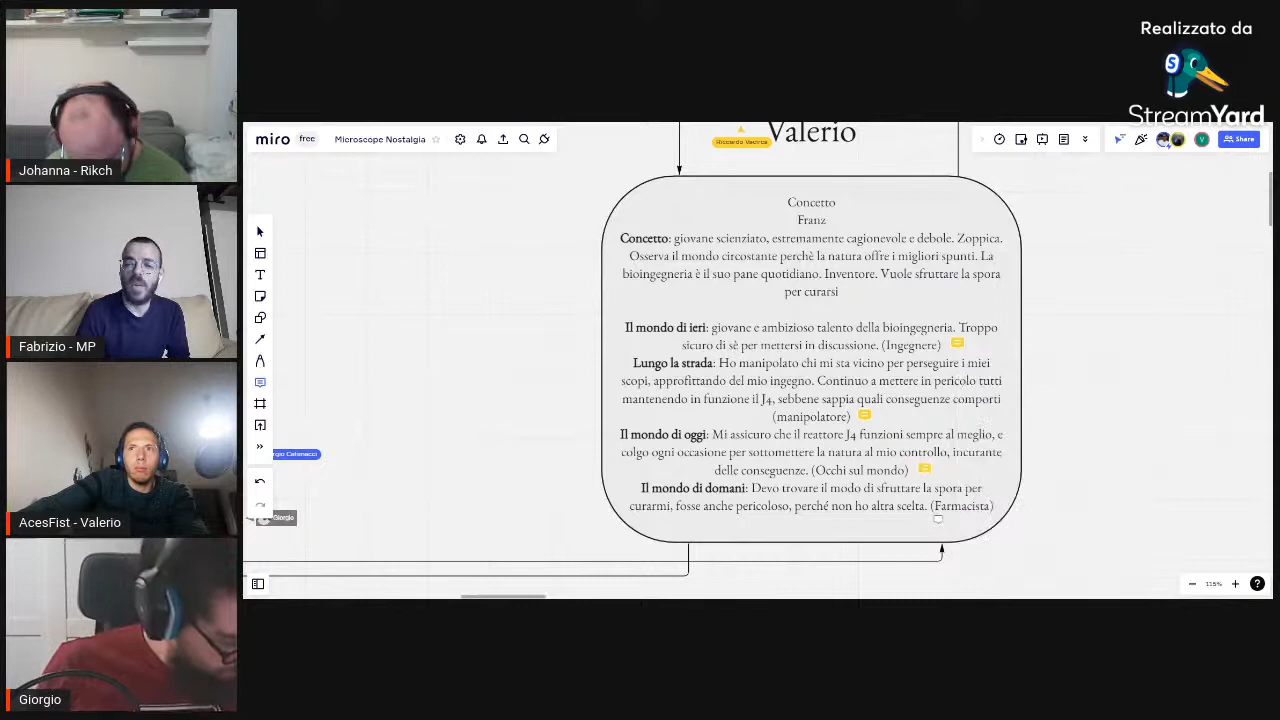 Realizzato da
StreamYard
Johanna - Rikch
Fabrizio - MP
AcesFist - Valerio
Giorgio
miro free Microscope Nostalgia
Share
Valerio
Riccardo Vecirca
Concetto
Franz
Concetto: giovane scienziato, estremamente cagionevole e debole. Zoppica.
Osserva il mondo circostante perchè la natura offre i migliori spunti. La
bioingegneria è il suo pane quotidiano. Inventore. Vuole sfruttare la spora
per curarsi
Il mondo di ieri: giovane e ambizioso talento della bioingegneria. Troppo
sicuro di sè per mettersi in discussione. (Ingegnere)
Lungo la strada: Ho manipolato chi mi sta vicino per perseguire i miei
scopi, approfittando del mio ingegno. Continuo a mettere in pericolo tutti
mantenendo in funzione il J4, sebbene sappia quali conseguenze comporti
(manipolatore)
Il mondo di oggi: Mi assicuro che il reattore J4 funzioni sempre al meglio, e
colgo ogni occasione per sottomettere la natura al mio controllo, incurante
delle conseguenze. (Occhi sul mondo)
Il mondo di domani: Devo trovare il modo di sfruttare la spora per
curarmi, fosse anche pericoloso, perché non ho altra scelta. (Farmacista)
Giorgio
115%